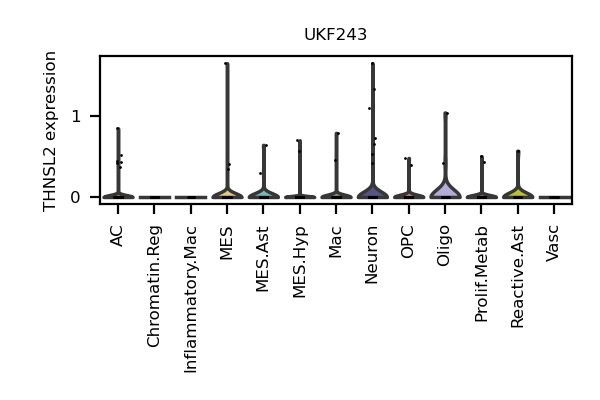 UKF243
THNSL2 expression
1
0
AC
Chromatin.Reg
Inflammatory.Mac
MES
MES.Ast
MES.Hyp
Mac
Neuron
OPC
Oligo
Prolif.Metab
Reactive.Ast
Vasc